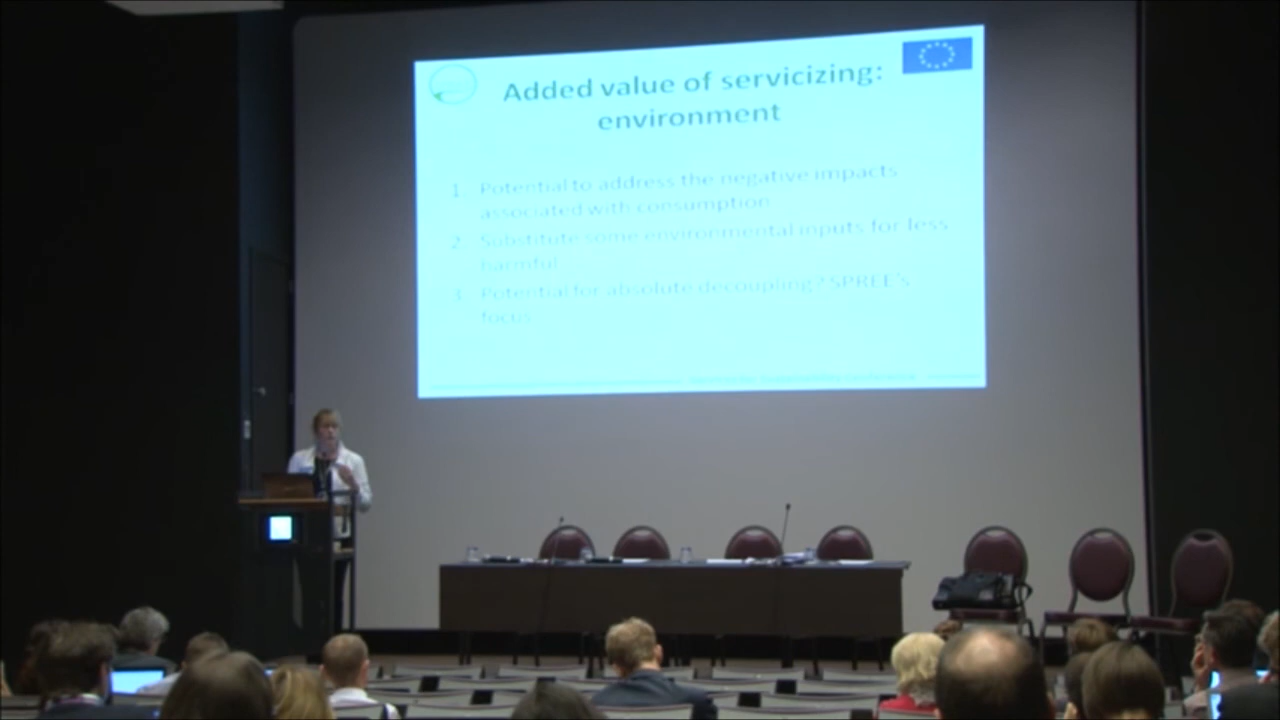 Added value of servicizing:
environment
1. Potential to address the negative impacts
associated with consumption
2. Substitute some environmental inputs for less
harmful
3. Potential for absolute decoupling? SPREE's
focus